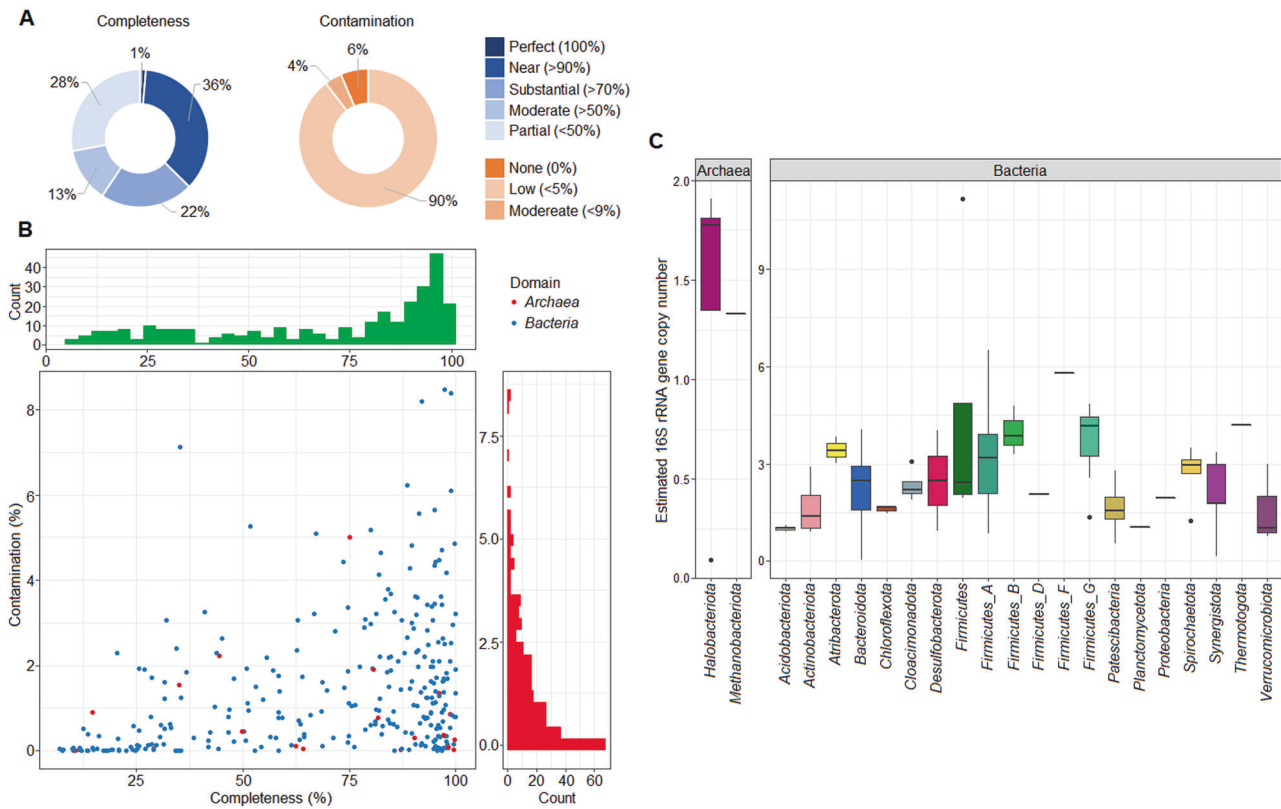 A
Completeness
Contamination
1%
36%
22%
13%
28%
6%
4%
90%
Perfect (100%)
Near (>90%)
Substantial (>70%)
Moderate (>50%)
Partial (<50%)
None (0%)
Low (<5%)
Modereate (<9%)
B
Count
40
30
20
10
0
0
25
50
75
100
Domain
Archaea
Bacteria
Contamination (%)
8
6
4
2
0
0
25
50
75
100
Completeness (%)
7.5
5.0
2.5
0.0
0
20
40
60
Count
C
Archaea
Bacteria
Estimated 16S rRNA gene copy number
2.0
1.5
1.0
0.5
0.0
9
6
3
0
Halobacteriota
Methanobacteriota
Acidobacteriota
Actinobacteriota
Atribacterota
Bacteroidota
Chloroflexota
Cloacimonadota
Desulfobacterota
Firmicutes
Firmicutes_A
Firmicutes_B
Firmicutes_D
Firmicutes_F
Firmicutes_G
Patescibacteria
Planctomycetota
Proteobacteria
Spirochaetota
Synergistota
Thermotogota
Verrucomicrobiota